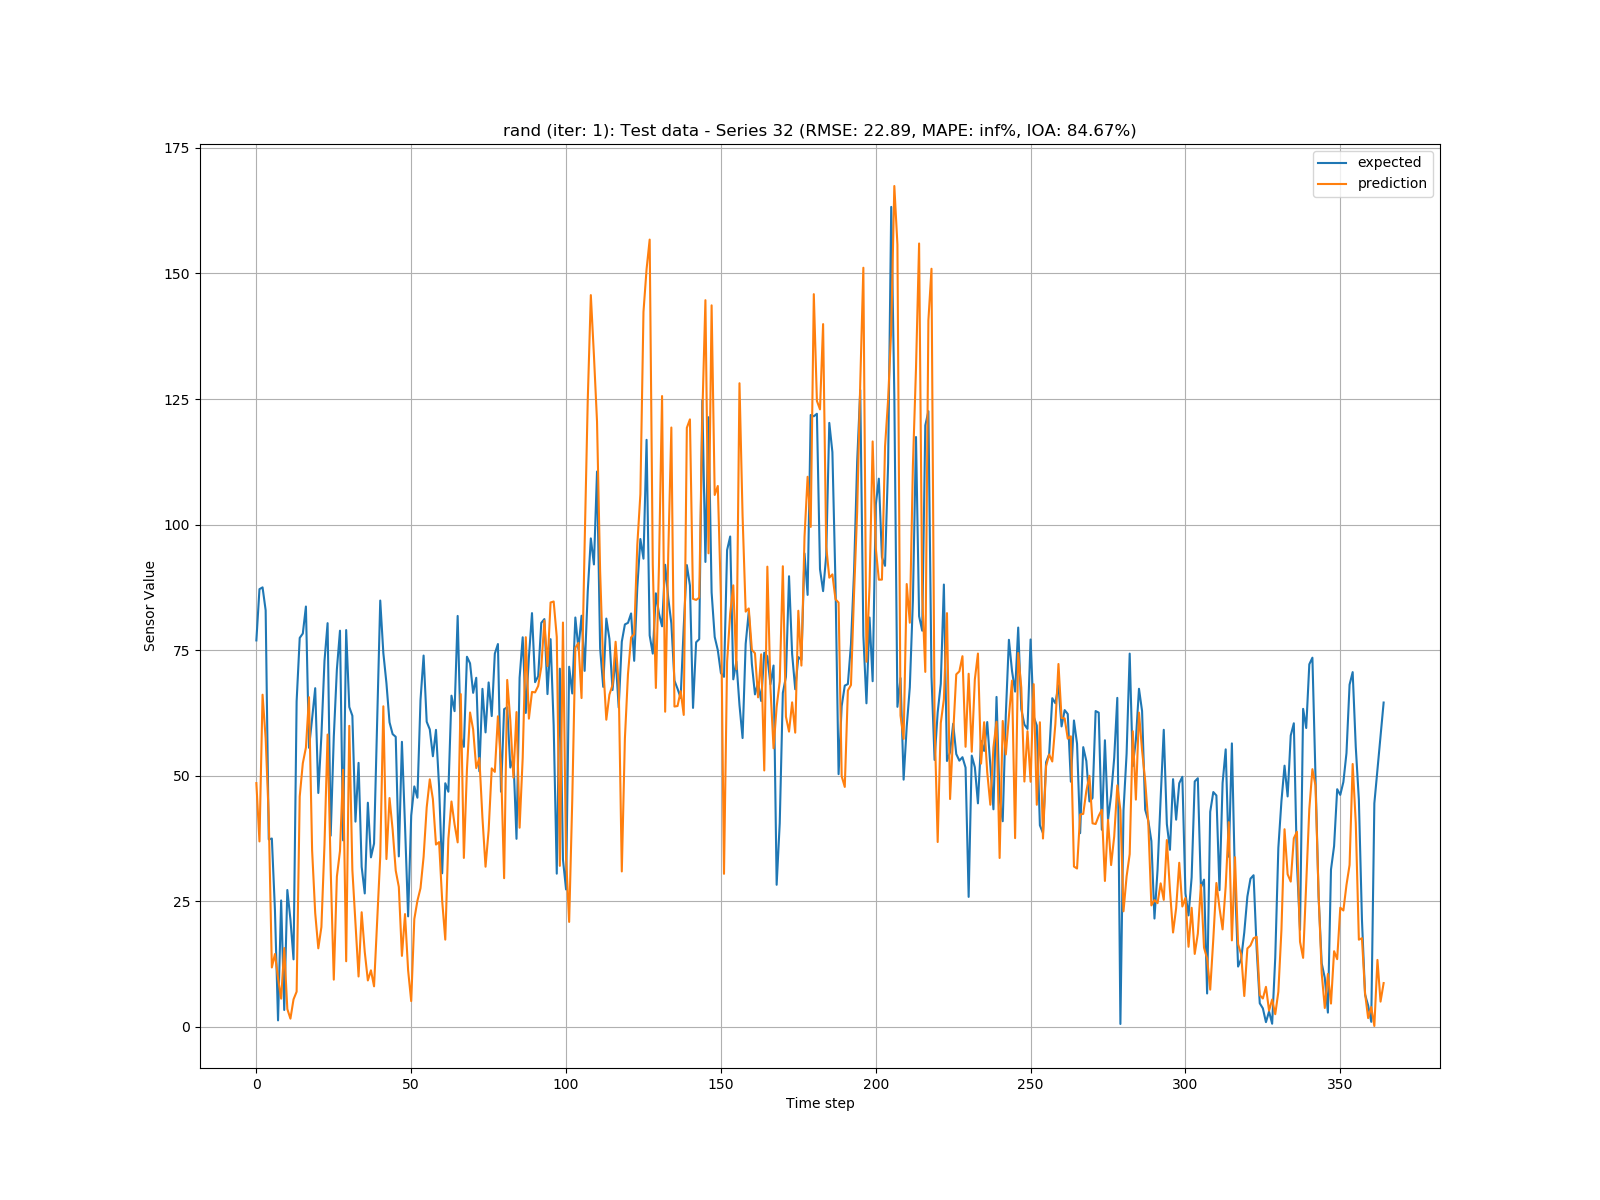 rand (iter: 1): Test data - Series 32 (RMSE: 22.89, MAPE: inf%, IOA: 84.67%)
175
150
125
100
75
50
25
0
Sensor Value
expected
prediction
0 50 100 150 200 250 300 350
Time step